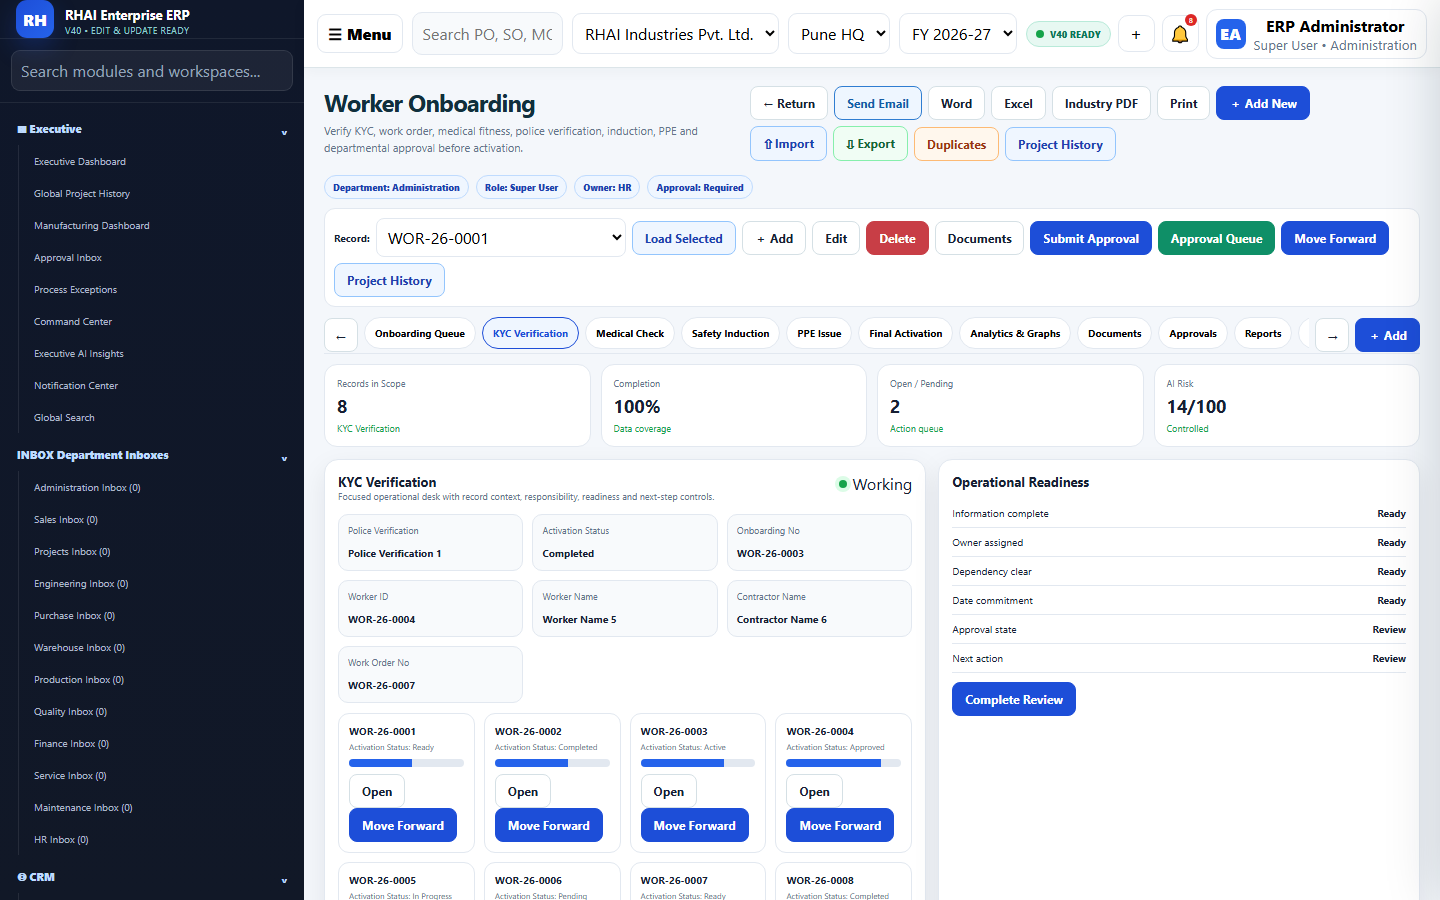 RH
RHAI Enterprise ERP
V40 • EDIT & UPDATE READY
Search modules and workspaces...
Executive
Executive Dashboard
Global Project History
Manufacturing Dashboard
Approval Inbox
Process Exceptions
Command Center
Executive AI Insights
Notification Center
Global Search
INBOX Department Inboxes
Administration Inbox (0)
Sales Inbox (0)
Projects Inbox (0)
Engineering Inbox (0)
Purchase Inbox (0)
Warehouse Inbox (0)
Production Inbox (0)
Quality Inbox (0)
Finance Inbox (0)
Service Inbox (0)
Maintenance Inbox (0)
HR Inbox (0)
CRM
☰ Menu
Search PO, SO, MO
RHAI Industries Pvt. Ltd.
Pune HQ
FY 2026-27
V40 READY
+
8
EA
ERP Administrator
Super User • Administration
Worker Onboarding
Verify KYC, work order, medical fitness, police verification, induction, PPE and
departmental approval before activation.
← Return
Send Email
Word
Excel
Industry PDF
Print
+ Add New
⇧ Import
⇩ Export
Duplicates
Project History
Department: Administration
Role: Super User
Owner: HR
Approval: Required
Record:
WOR-26-0001
Load Selected
+ Add
Edit
Delete
Documents
Submit Approval
Approval Queue
Move Forward
Project History
←
Onboarding Queue
KYC Verification
Medical Check
Safety Induction
PPE Issue
Final Activation
Analytics & Graphs
Documents
Approvals
Reports
→
+ Add
Records in Scope
8
KYC Verification
Completion
100%
Data coverage
Open / Pending
2
Action queue
AI Risk
14/100
Controlled
KYC Verification
Focused operational desk with record context, responsibility, readiness and next-step controls.
Working
Police Verification
Police Verification 1
Activation Status
Completed
Onboarding No
WOR-26-0003
Worker ID
WOR-26-0004
Worker Name
Worker Name 5
Contractor Name
Contractor Name 6
Work Order No
WOR-26-0007
WOR-26-0001
Activation Status: Ready
Open
Move Forward
WOR-26-0002
Activation Status: Completed
Open
Move Forward
WOR-26-0003
Activation Status: Active
Open
Move Forward
WOR-26-0004
Activation Status: Approved
Open
Move Forward
WOR-26-0005
Activation Status: In Progress
WOR-26-0006
Activation Status: Pending
WOR-26-0007
Activation Status: Ready
WOR-26-0008
Activation Status: Completed
Operational Readiness
Information complete Ready
Owner assigned Ready
Dependency clear Ready
Date commitment Ready
Approval state Review
Next action Review
Complete Review